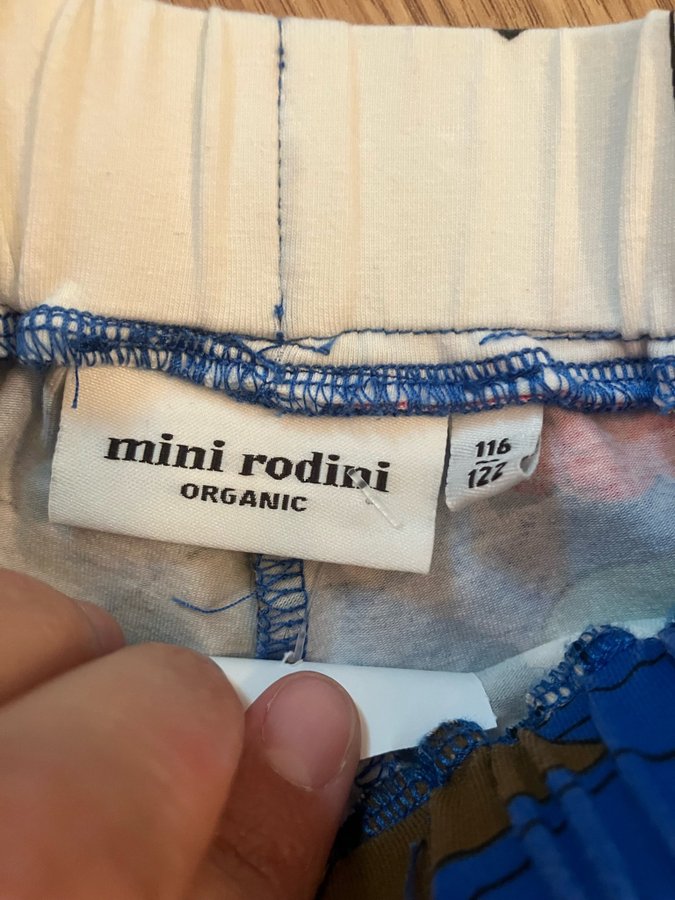 mini rodini
ORGANIC
116
122